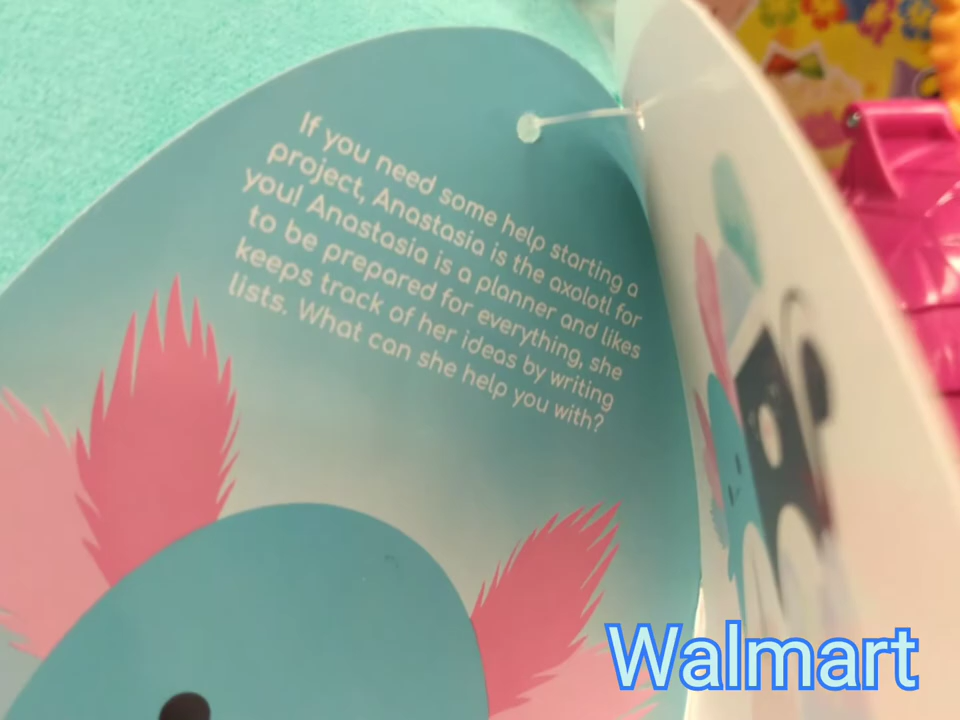 If you need some help starting a
project, Anastasia is the axolotl for
you! Anastasia is a planner and likes
to be prepared for everything, she
keeps track of her ideas by writing
lists. What can she help you with?
Walmart